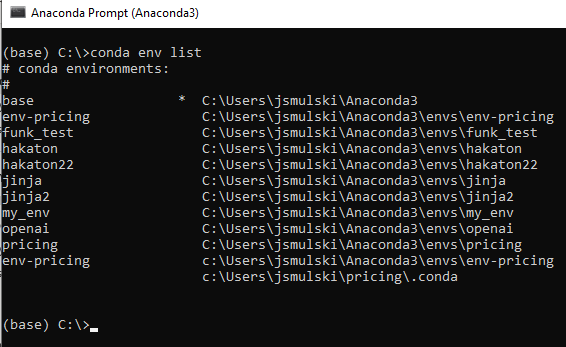 Anaconda Prompt (Anaconda3)
(base) C:\>conda env list
# conda environments:
#
base                  *  C:\Users\jsmulski\Anaconda3
env-pricing              C:\Users\jsmulski\Anaconda3\envs\env-pricing
funk_test                C:\Users\jsmulski\Anaconda3\envs\funk_test
hakaton                  C:\Users\jsmulski\Anaconda3\envs\hakaton
hakaton22                C:\Users\jsmulski\Anaconda3\envs\hakaton22
jinja                    C:\Users\jsmulski\Anaconda3\envs\jinja
jinja2                   C:\Users\jsmulski\Anaconda3\envs\jinja2
my_env                   C:\Users\jsmulski\Anaconda3\envs\my_env
openai                   C:\Users\jsmulski\Anaconda3\envs\openai
pricing                  C:\Users\jsmulski\Anaconda3\envs\pricing
env-pricing              c:\Users\jsmulski\Anaconda3\envs\env-pricing
                         c:\Users\jsmulski\pricing\.conda
(base) C:\>